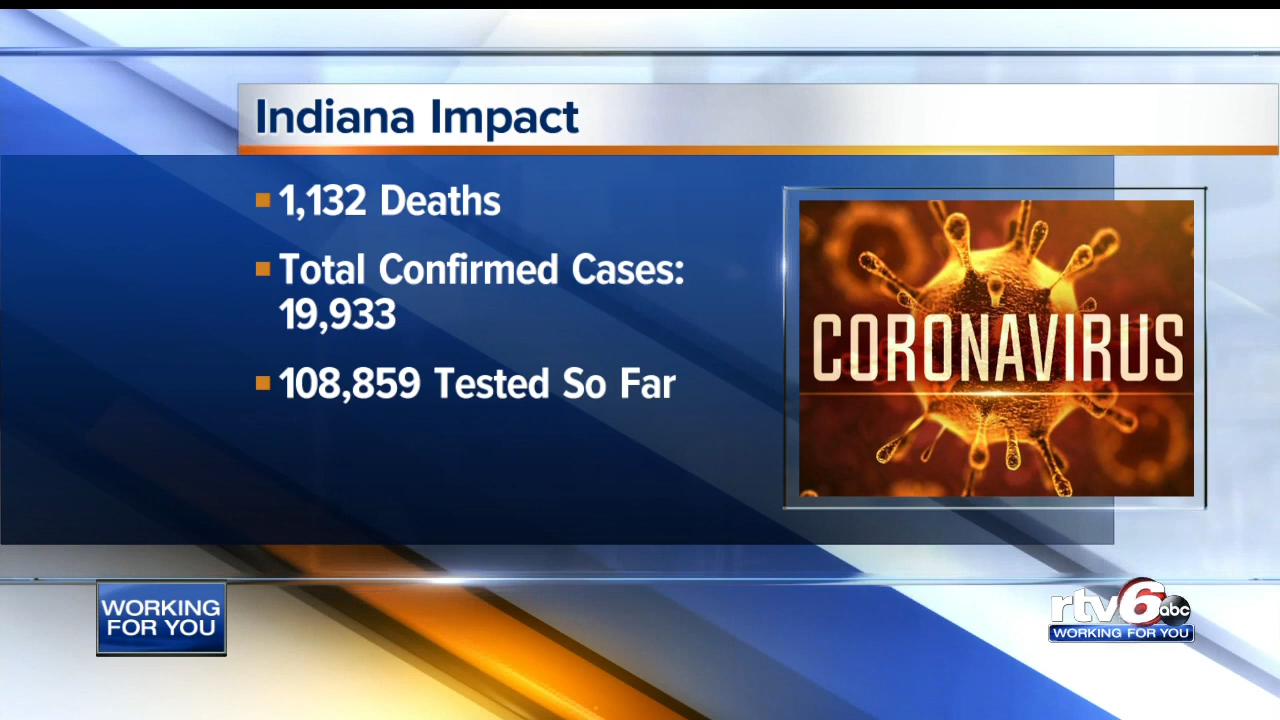 Indiana Impact
1,132 Deaths
Total Confirmed Cases:
19,933
108,859 Tested So Far
CORONAVIRUS
WORKING
FOR YOU
rtv6 abc
WORKING FOR YOU